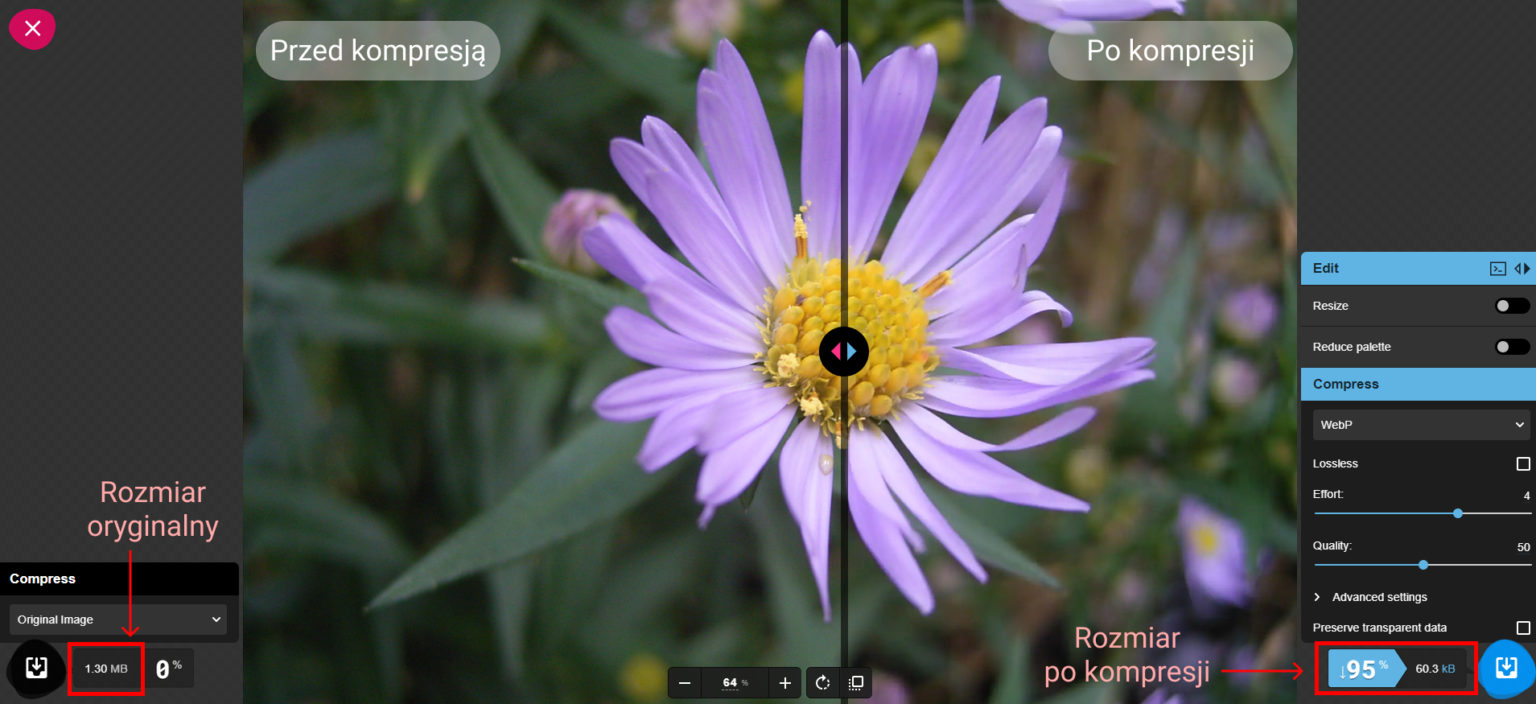 Przed kompresją
Po kompresji
Rozmiar
oryginalny
Compress
Original Image
1.30 MB
0 %
64 %
Edit
Resize
Reduce palette
Compress
WebP
Lossless
Effort:
4
Quality:
50
Advanced settings
Preserve transparent data
Rozmiar
po kompresji
↓95 %
60.3 kB